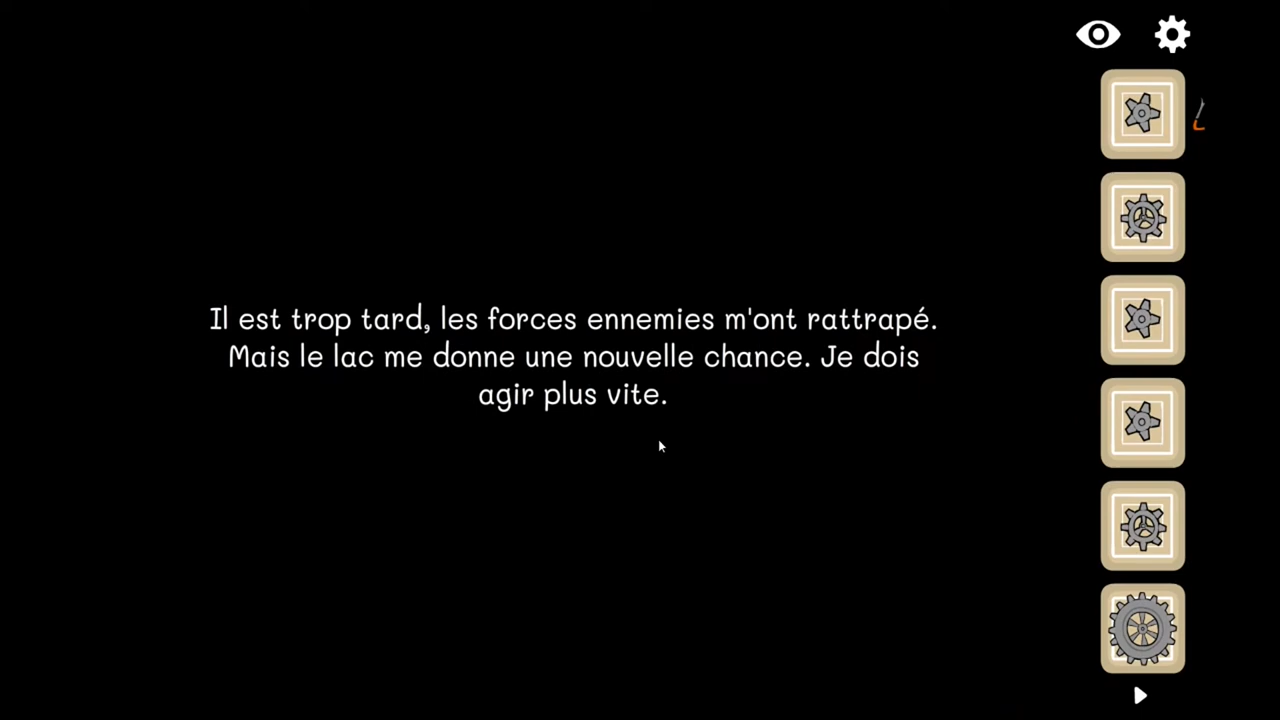 Il est trop tard, les forces ennemies m'ont rattrapé.
Mais le lac me donne une nouvelle chance. Je dois
agir plus vite.